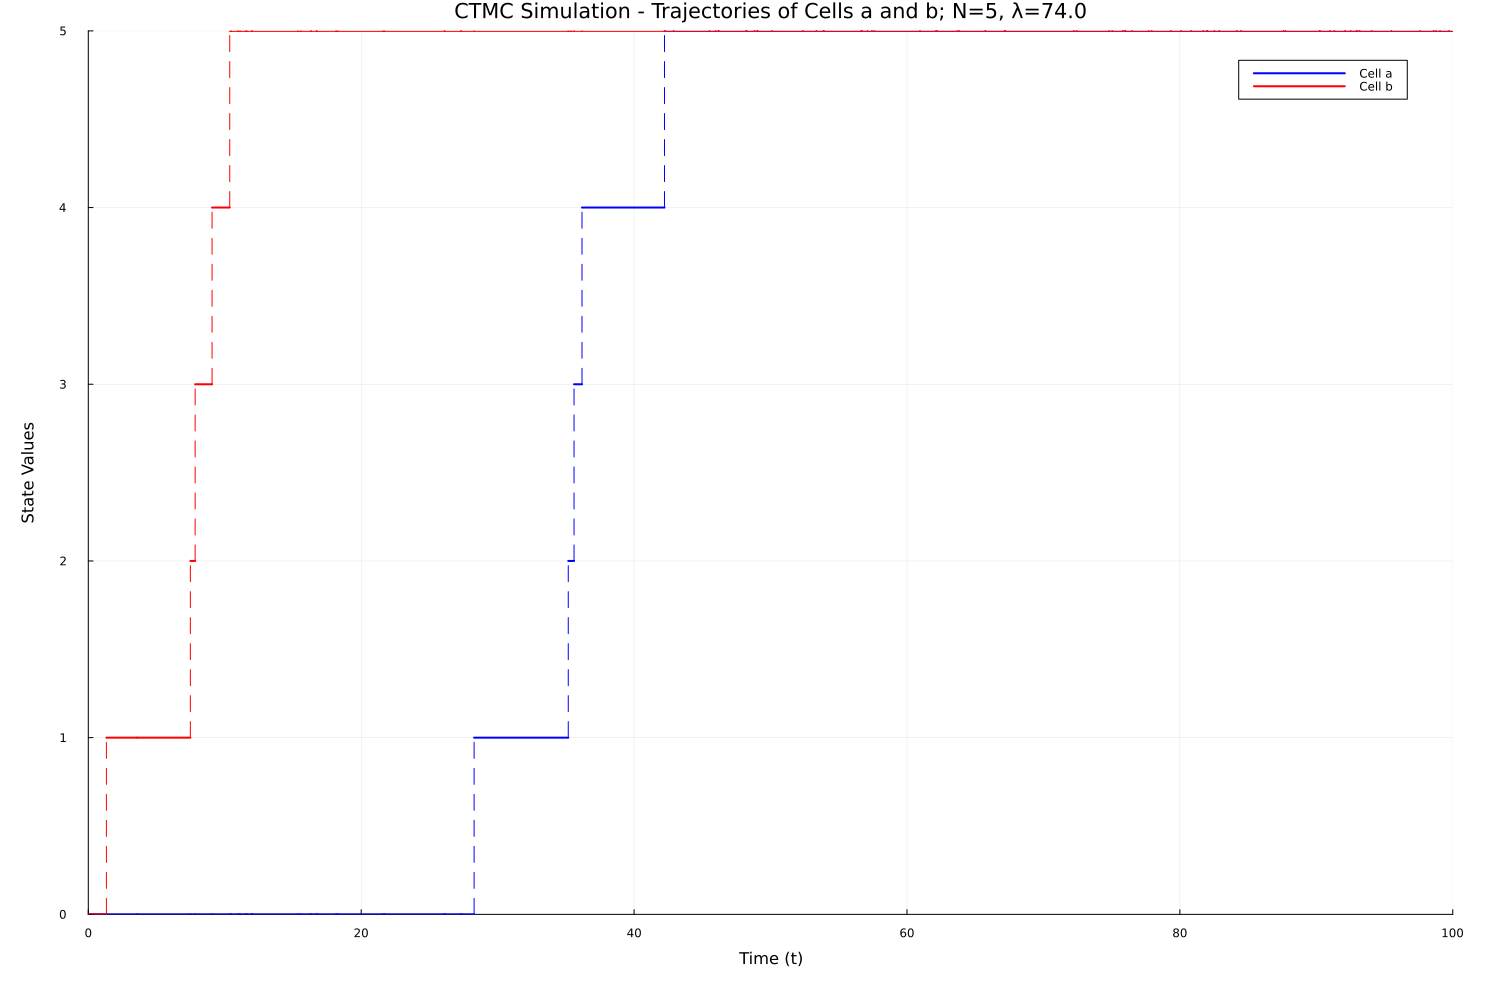 CTMC Simulation - Trajectories of Cells a and b; N=5, λ=74.0
5
Cell a
Cell b
4
3
State Values
2
1
0
0 20 40 60 80 100
Time (t)